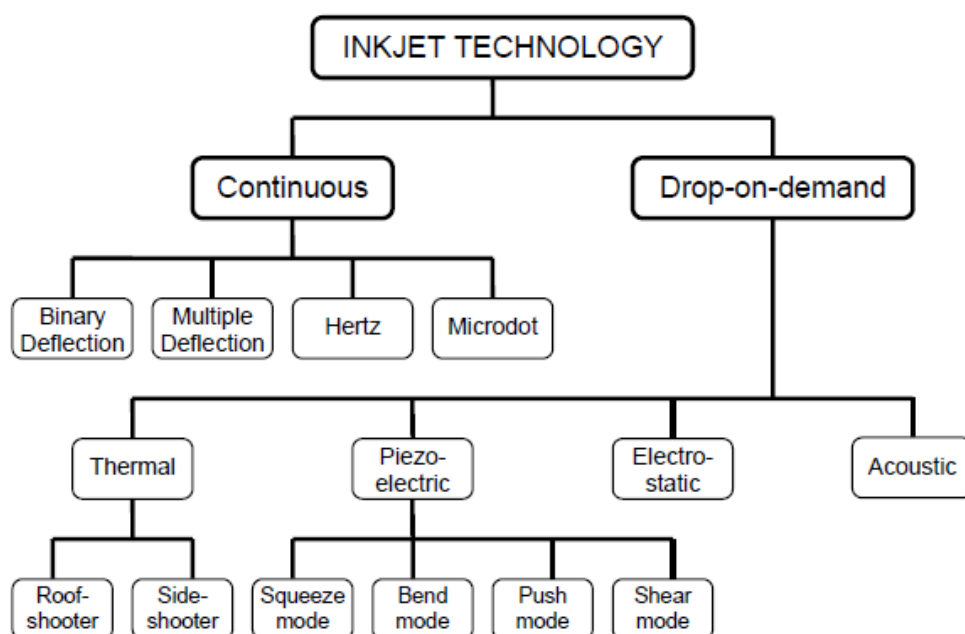 INKJET TECHNOLOGY
Continuous
Drop-on-demand
Binary
Deflection
Multiple
Deflection
Hertz
Microdot
Thermal
Piezo-
electric
Electro-
static
Acoustic
Roof-
shooter
Side-
shooter
Squeeze
mode
Bend
mode
Push
mode
Shear
mode